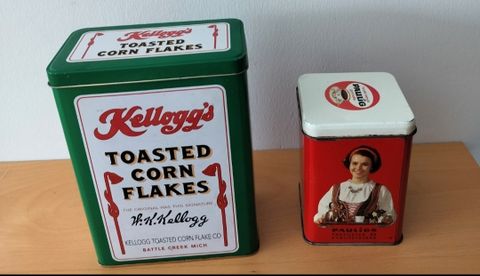 Kellogg's
TOASTED
CORN FLAKES
Kellogg's
TOASTED
CORN
FLAKES
THE ORIGINAL HAS THIS SIGNATURE
W.K.Kellogg
KELLOGG TOASTED CORN FLAKE CO
BATTLE CREEK MICH
PAULIG
PAULIG